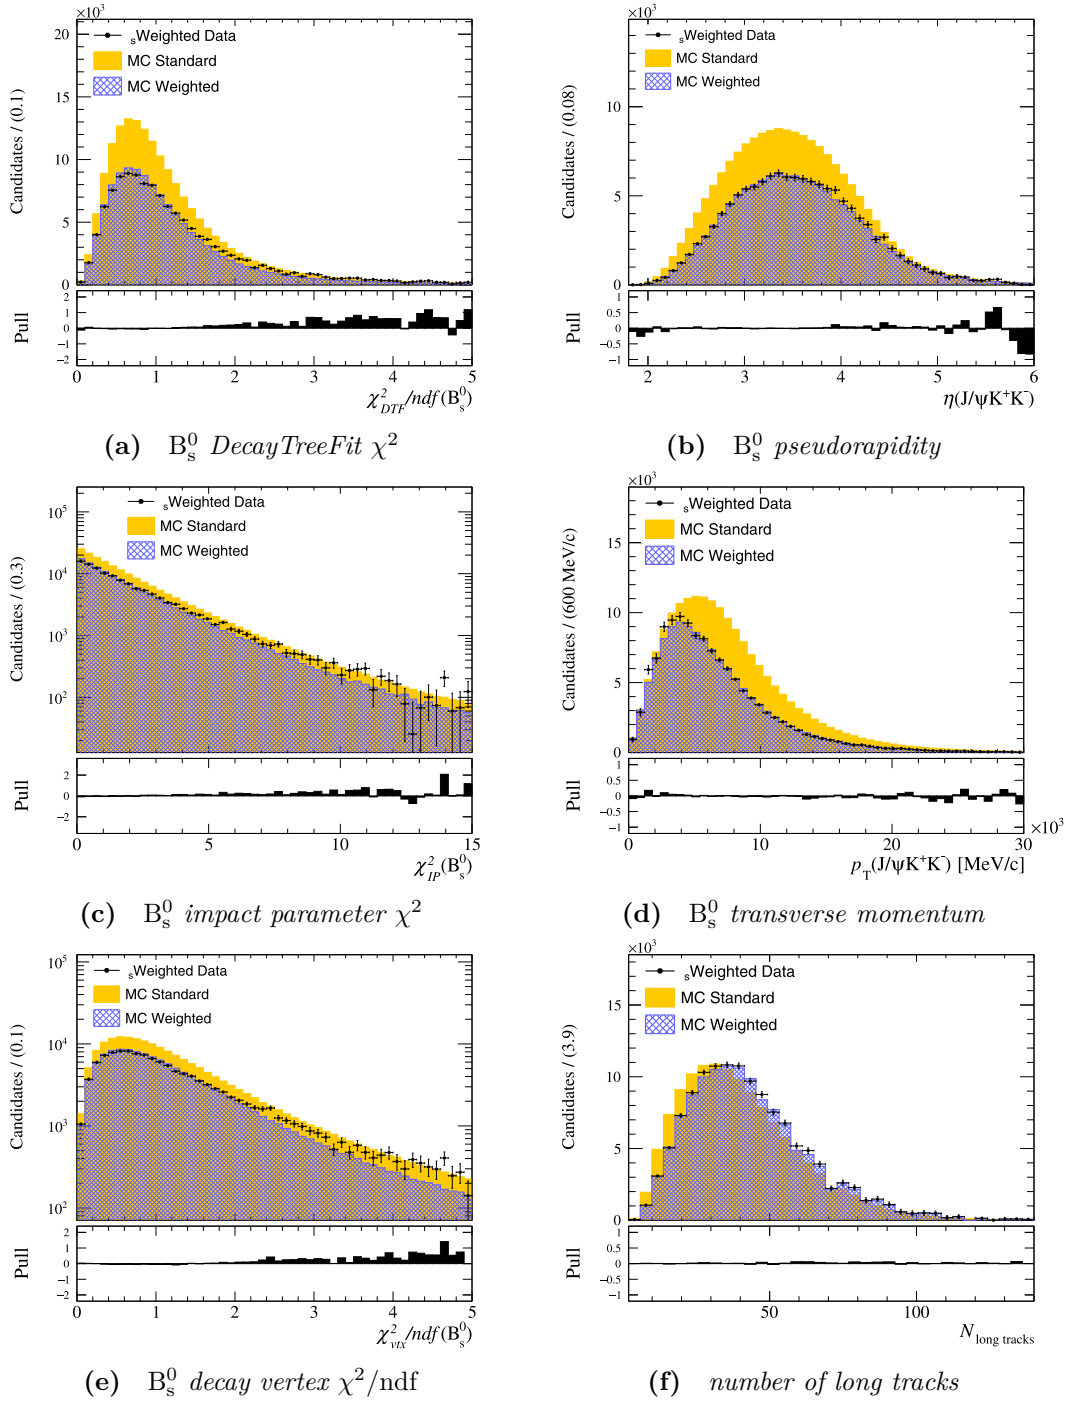 ×10³
20
15
10
5
0
Candidates / (0.1)
sWeighted Data
MC Standard
MC Weighted
2
1
0
−1
−2
Pull
0 1 2 3 4 5
χ²DTF/ndf(B⁰s)
(a) B⁰s DecayTreeFit χ²
×10³
10
5
0
Candidates / (0.08)
sWeighted Data
MC Standard
MC Weighted
1
0.5
0
−0.5
−1
Pull
2 3 4 5 6
η(J/ψK⁺K⁻)
(b) B⁰s pseudorapidity
10⁵
10⁴
10³
10²
Candidates / (0.3)
sWeighted Data
MC Standard
MC Weighted
2
0
−2
Pull
0 5 10 15
χ²IP(B⁰s)
(c) B⁰s impact parameter χ²
×10³
15
10
5
0
Candidates / (600 MeV/c)
sWeighted Data
MC Standard
MC Weighted
1
0.5
0
−0.5
−1
Pull
0 10 20 30
×10³
pT(J/ψK⁺K⁻) [MeV/c]
(d) B⁰s transverse momentum
10⁵
10⁴
10³
10²
Candidates / (0.1)
sWeighted Data
MC Standard
MC Weighted
2
1
0
−1
−2
Pull
0 1 2 3 4 5
χ²vtx/ndf(B⁰s)
(e) B⁰s decay vertex χ²/ndf
×10³
15
10
5
0
Candidates / (3.9)
sWeighted Data
MC Standard
MC Weighted
1
0.5
0
−0.5
−1
Pull
50 100
N long tracks
(f) number of long tracks